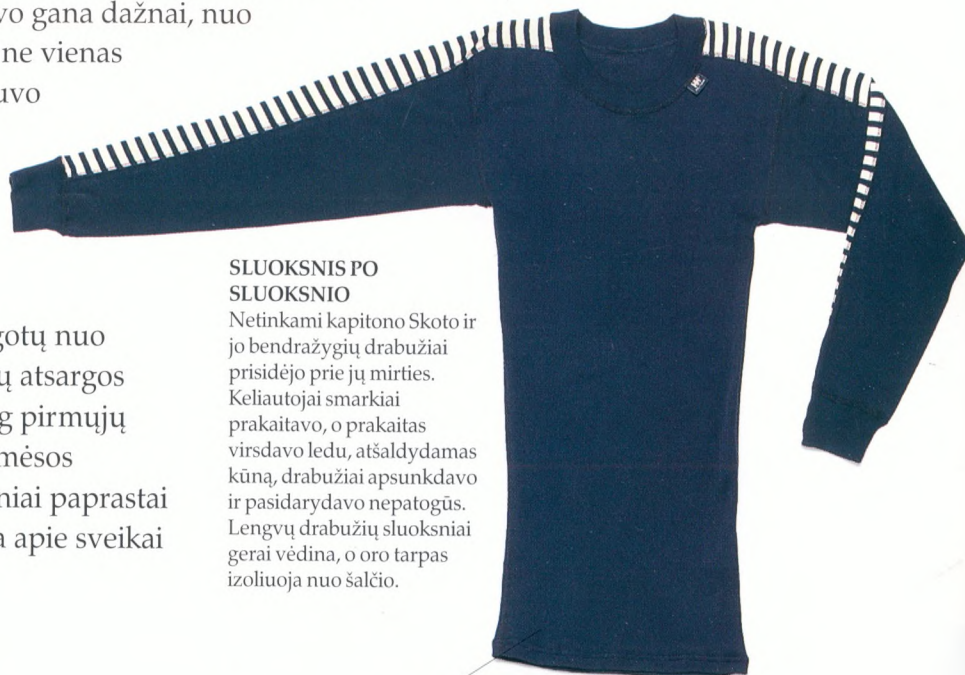 vo gana dažnai, nuo
ne vienas
uvo
gotų nuo
ų atsargos
g pirmųjų
mėsos
niai paprastai
a apie sveikai
SLUOKSNIS PO
SLUOKSNIO
Netinkami kapitono Skoto ir
jo bendražygių drabužiai
prisidėjo prie jų mirties.
Keliautojai smarkiai
prakaitavo, o prakaitas
virsdavo ledu, atšaldydamas
kūną, drabužiai apsunkdavo
ir pasidarydavo nepatogūs.
Lengvų drabužių sluoksniai
gerai vėdina, o oro tarpas
izoliuoja nuo šalčio.